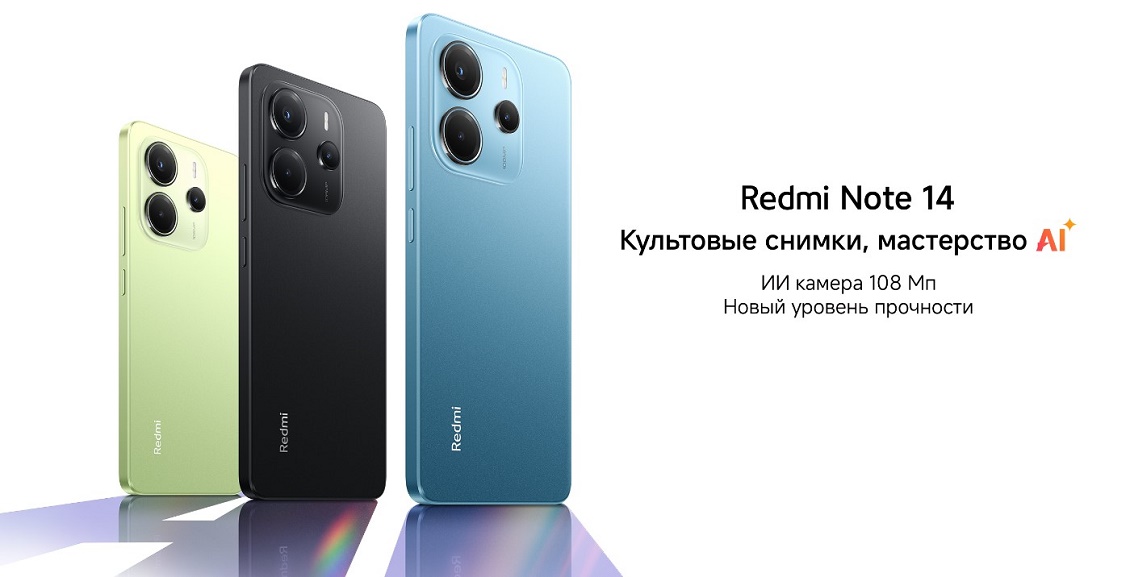 Redmi Note 14
Культовые снимки, мастерство AI
ИИ камера 108 Мп
Новый уровень прочности
Redmi
Redmi
Redmi